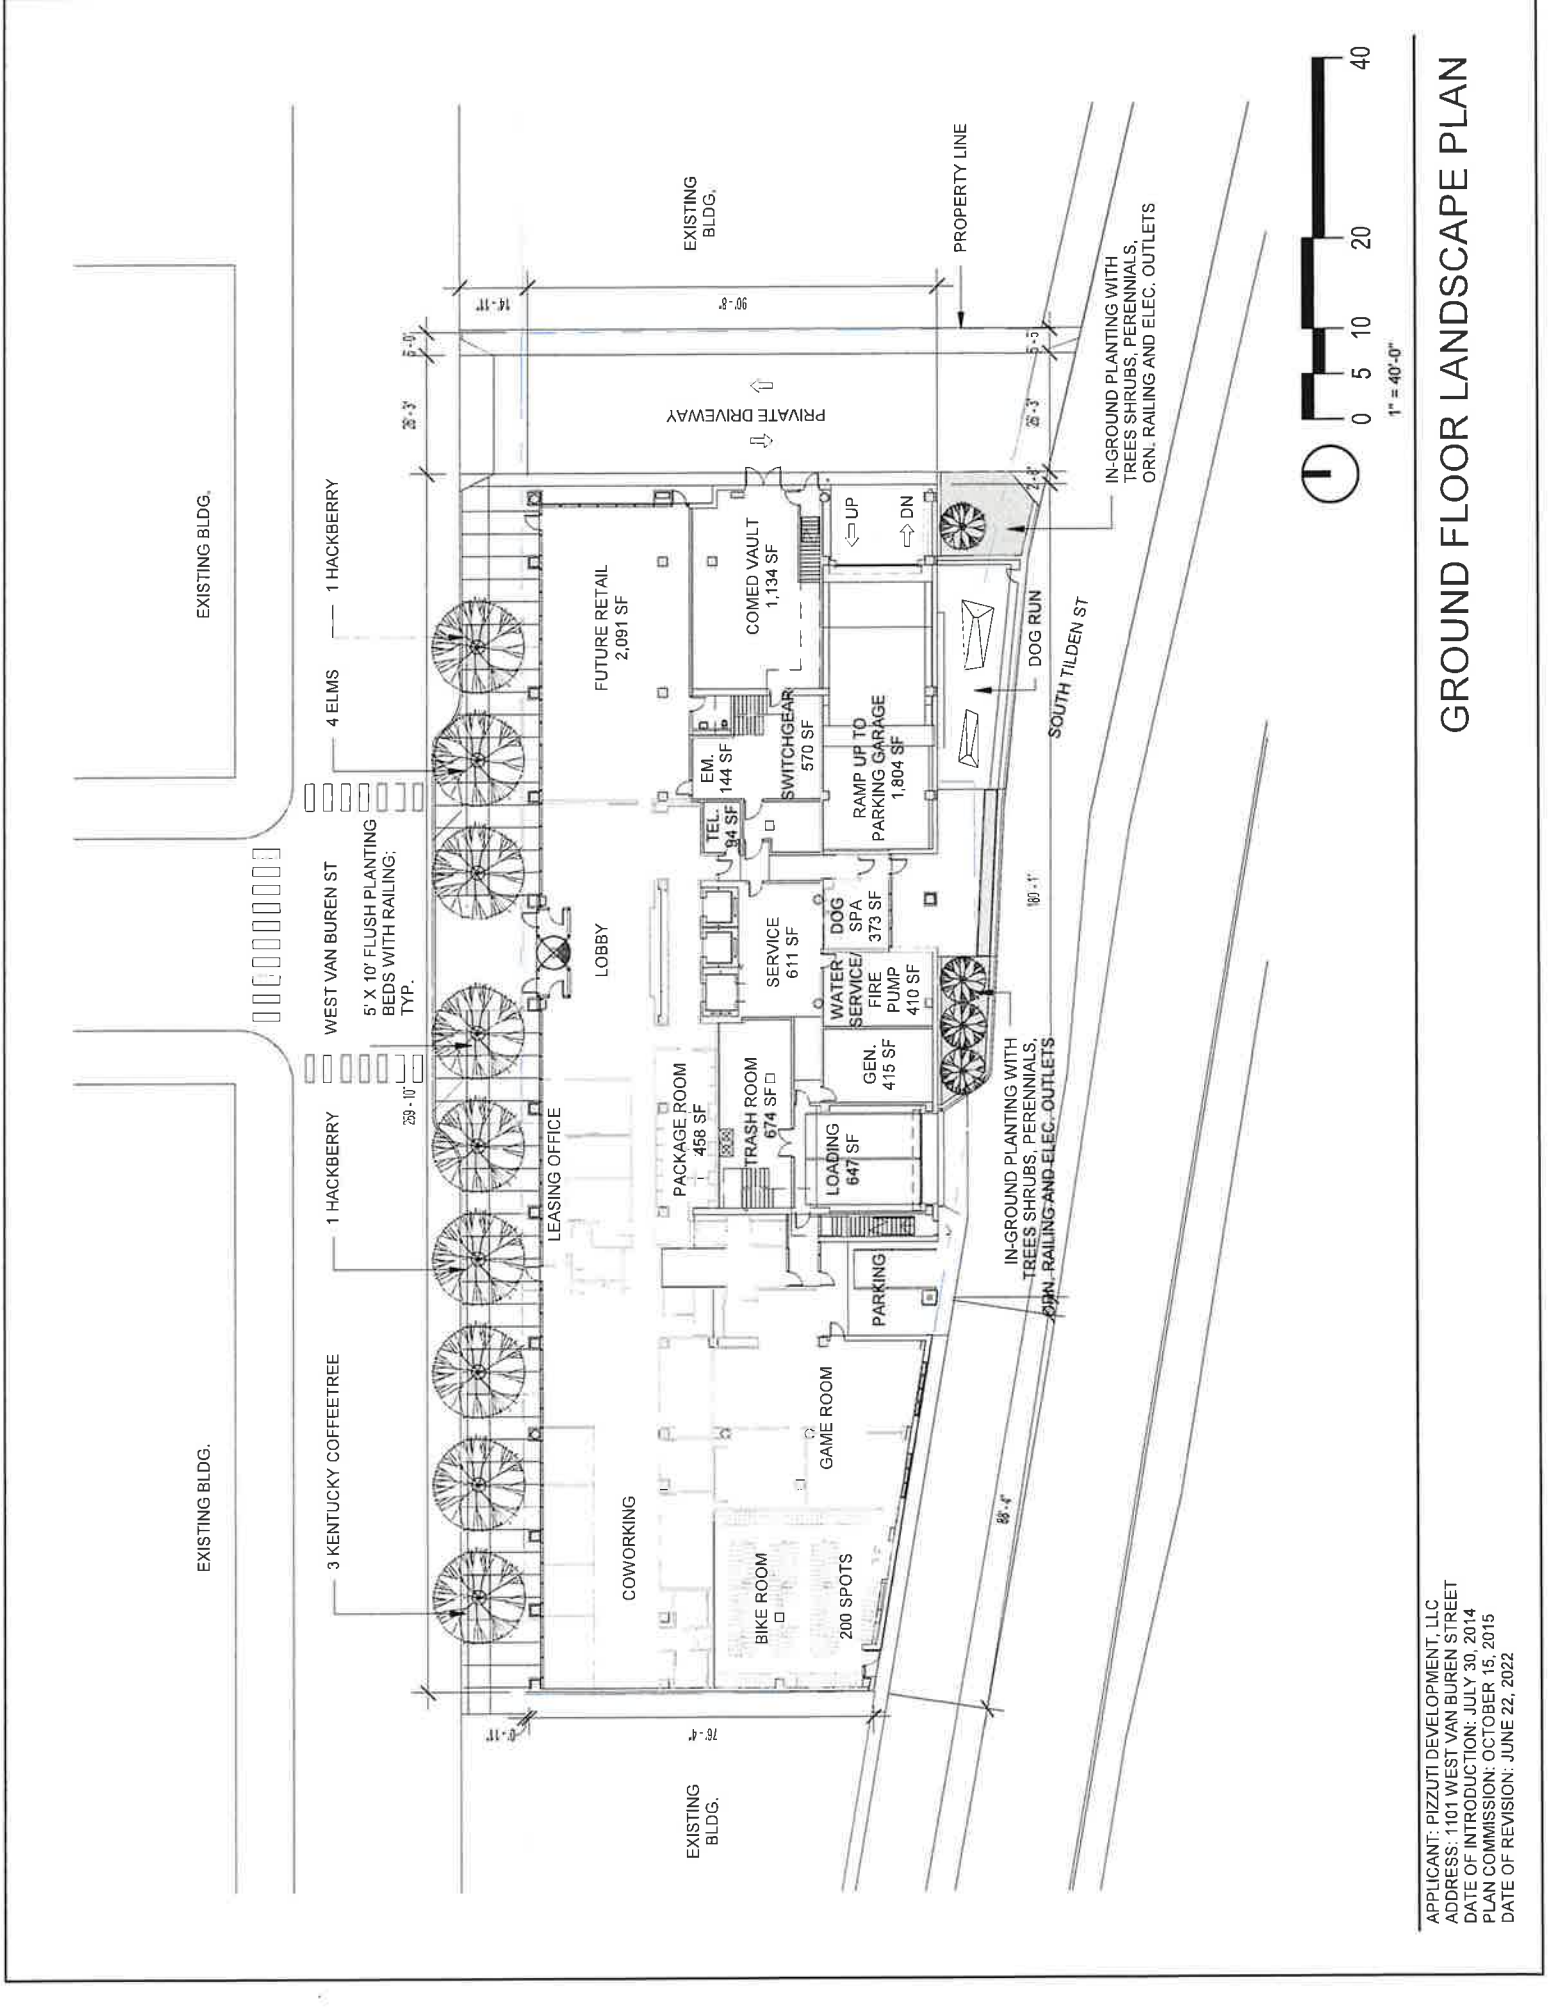 EXISTING BLDG.
EXISTING BLDG.
3 KENTUCKY COFFEETREE
1 HACKBERRY
WEST VAN BUREN ST
5' X 10' FLUSH PLANTING
BEDS WITH RAILING;
TYP.
4 ELMS
1 HACKBERRY
259 - 10"
26' - 3"
14' - 11"
90' - 8"
76' - 4"
LEASING OFFICE
LOBBY
FUTURE RETAIL
2,091 SF
COWORKING
PACKAGE ROOM
458 SF
EM.
144 SF
TEL.
94 SF
COMED VAULT
1,134 SF
PRIVATE DRIVEWAY
EXISTING
BLDG.
EXISTING
BLDG.
TRASH ROOM
674 SF
SERVICE
611 SF
SWITCHGEAR
570 SF
BIKE ROOM
200 SPOTS
GAME ROOM
LOADING
647 SF
WATER
SERVICE/
FIRE
PUMP
410 SF
DOG
SPA
373 SF
GEN.
415 SF
RAMP UP TO
PARKING GARAGE
1,804 SF
UP
DN
PARKING
PROPERTY LINE
26' - 3"
DOG RUN
SOUTH TILDEN ST
180 - 1"
88' - 4"
IN-GROUND PLANTING WITH
TREES SHRUBS, PERENNIALS,
ORN. RAILING AND ELEC. OUTLETS
IN-GROUND PLANTING WITH
TREES SHRUBS, PERENNIALS,
ORN. RAILING AND ELEC. OUTLETS
0 5 10 20 40
1" = 40'-0"
GROUND FLOOR LANDSCAPE PLAN
APPLICANT: PIZZUTI DEVELOPMENT, LLC
ADDRESS: 1101 WEST VAN BUREN STREET
DATE OF INTRODUCTION: JULY 30, 2014
PLAN COMMISSION: OCTOBER 15, 2015
DATE OF REVISION: JUNE 22, 2022